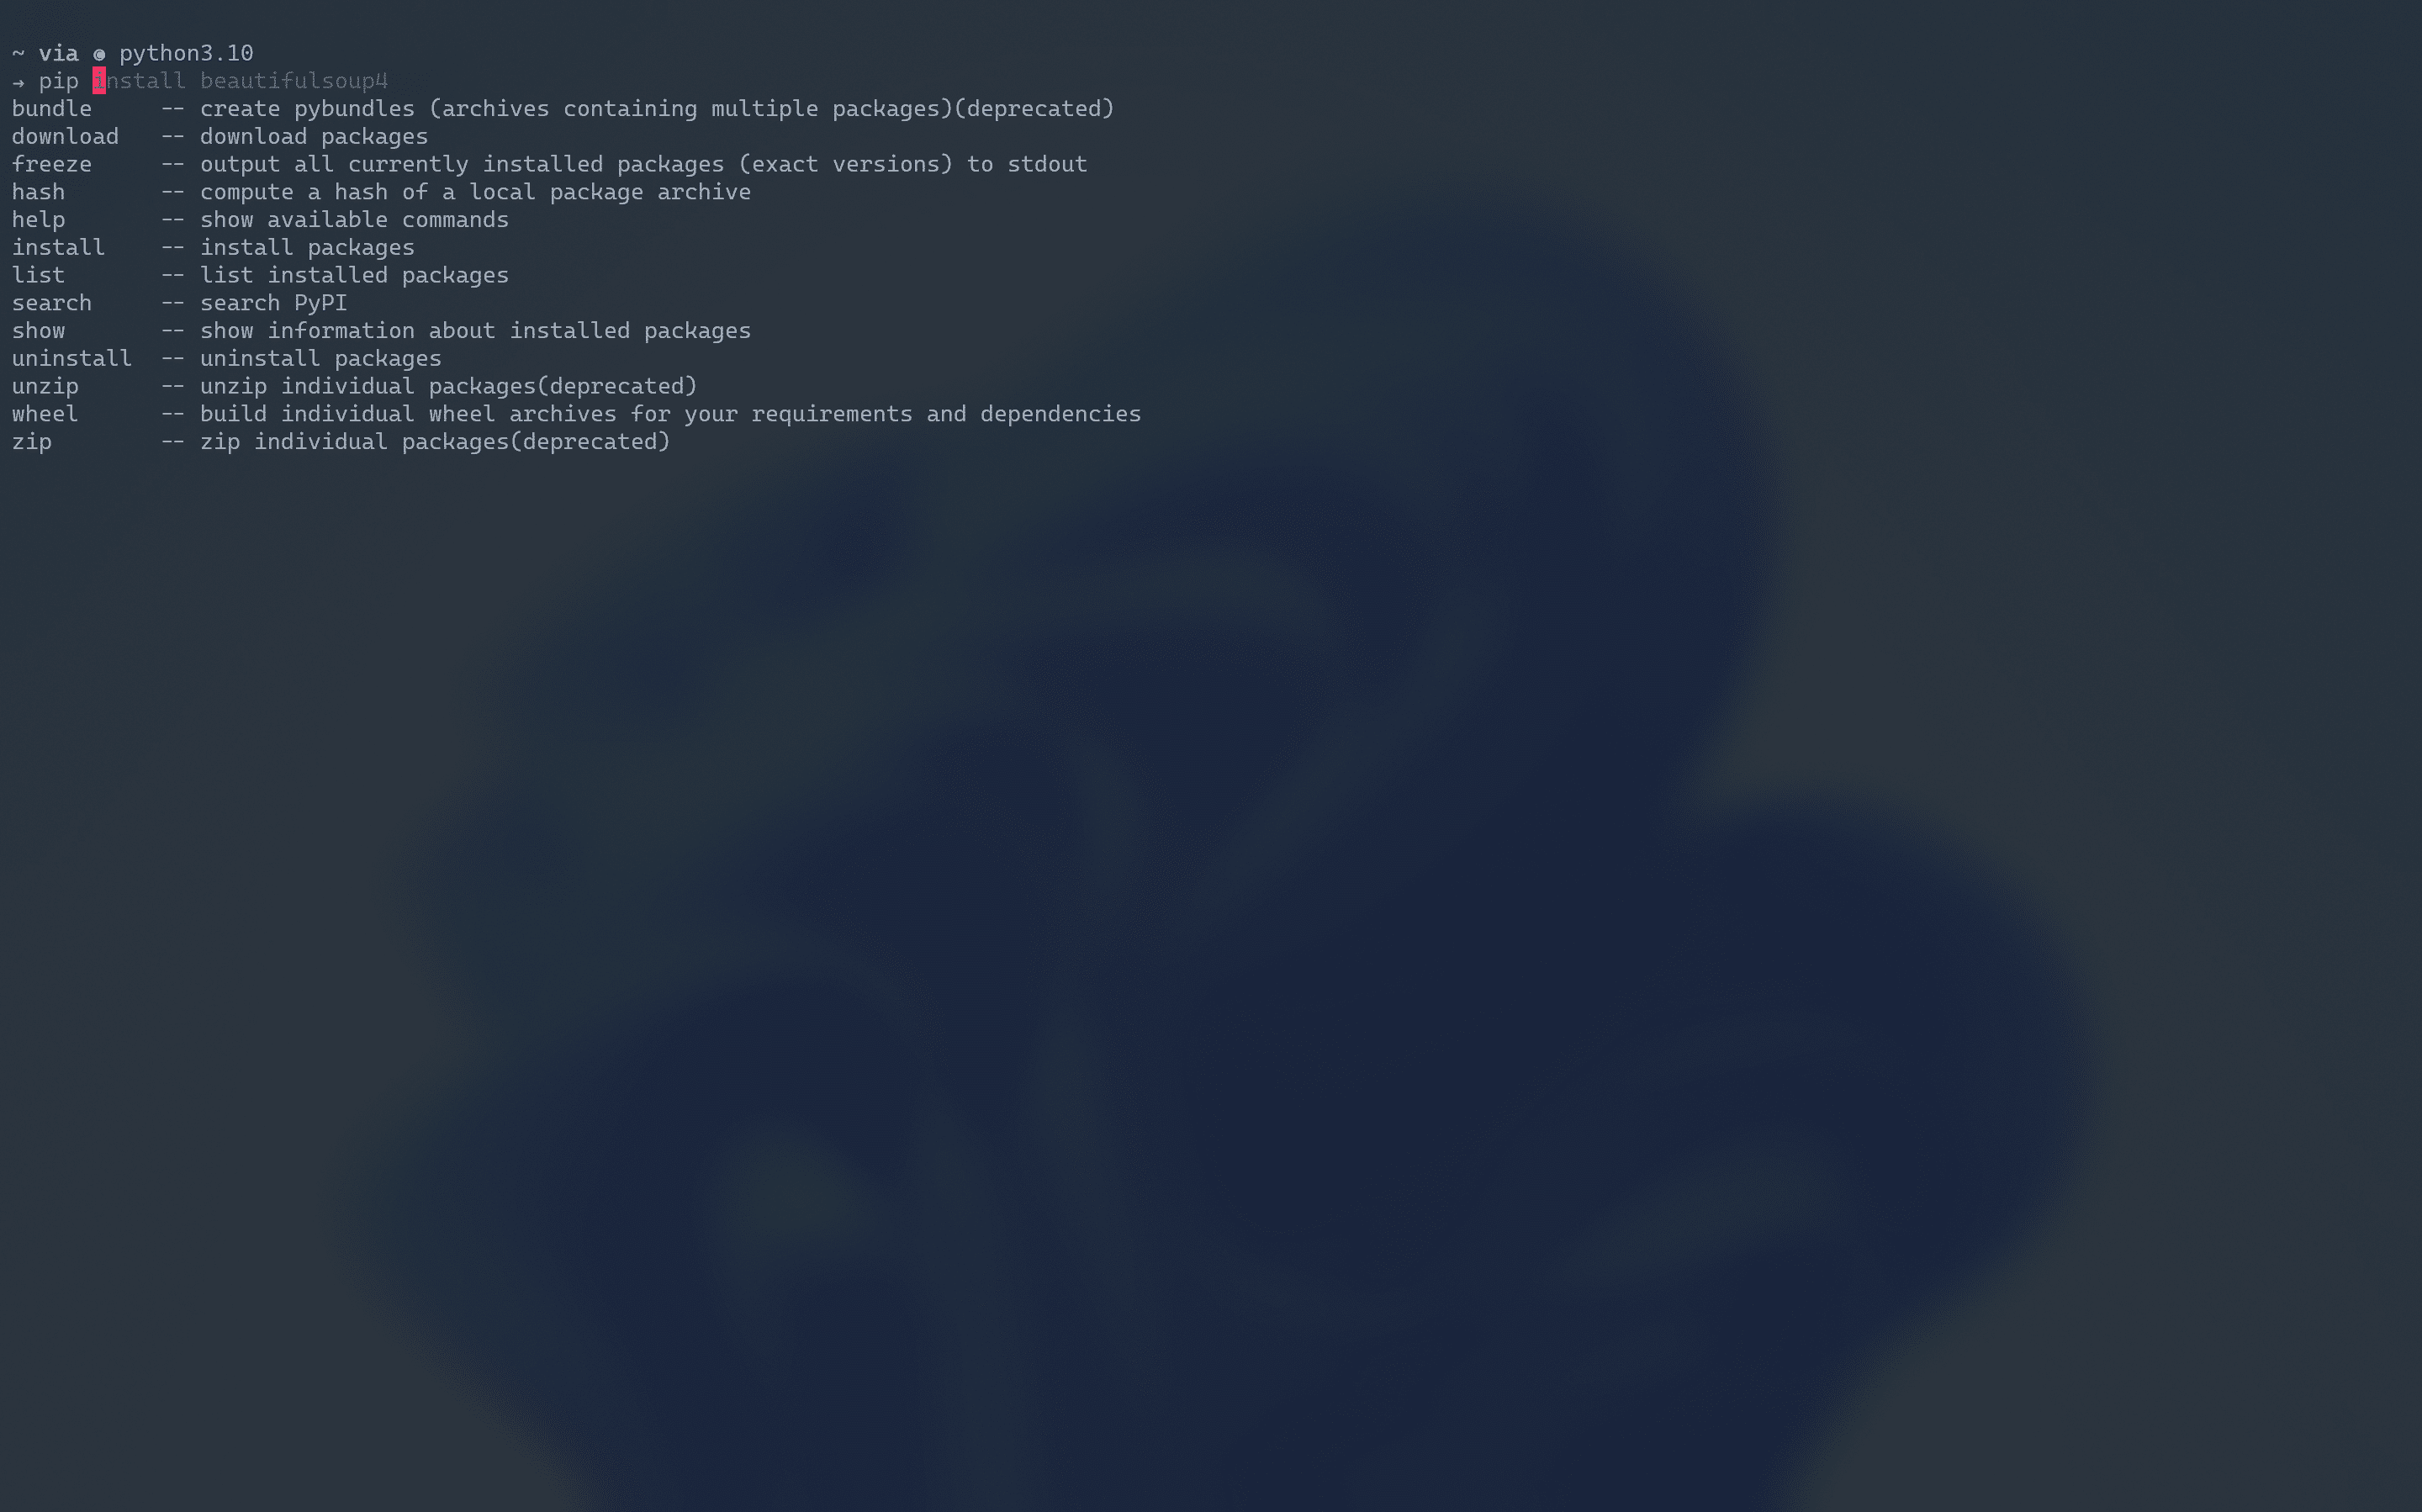 ~ via ◉ python3.10
→ pip install beautifulsoup4
bundle     -- create pybundles (archives containing multiple packages)(deprecated)
download   -- download packages
freeze     -- output all currently installed packages (exact versions) to stdout
hash       -- compute a hash of a local package archive
help       -- show available commands
install    -- install packages
list       -- list installed packages
search     -- search PyPI
show       -- show information about installed packages
uninstall  -- uninstall packages
unzip      -- unzip individual packages(deprecated)
wheel      -- build individual wheel archives for your requirements and dependencies
zip        -- zip individual packages(deprecated)